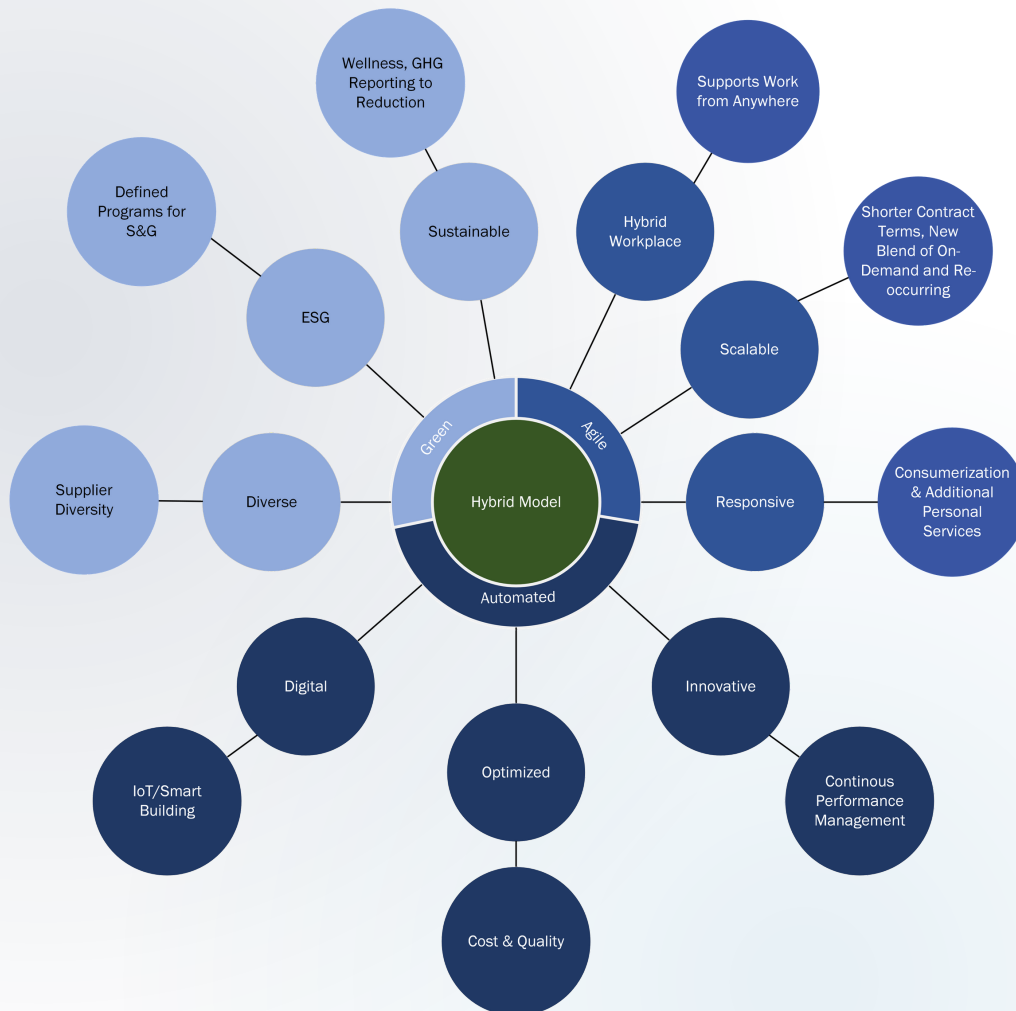 Wellness, GHG
Reporting to
Reduction
Supports Work
from Anywhere
Defined
Programs for
S&G
Sustainable
Hybrid
Workplace
Shorter Contract
Terms, New
Blend of On-
Demand and Re-
occurring
ESG
Scalable
Green
Agile
Supplier
Diversity
Diverse
Hybrid Model
Responsive
Consumerization
& Additional
Personal
Services
Automated
Digital
Innovative
IoT/Smart
Building
Optimized
Continous
Performance
Management
Cost & Quality